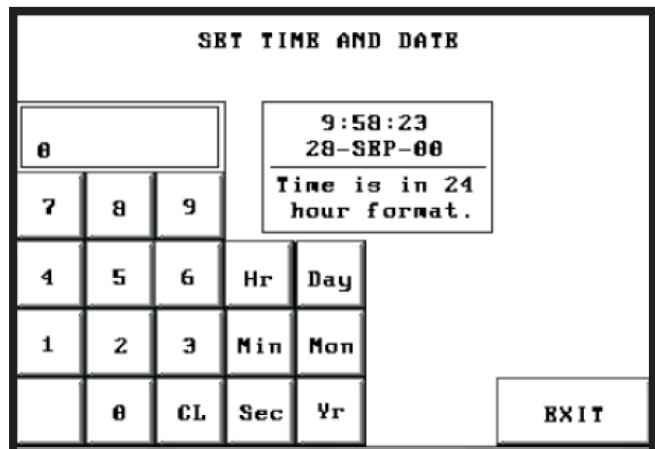 SET TIME AND DATE
0
9:58:23
28-SEP-00
Time is in 24
hour format.
7 8 9
4 5 6 Hr Day
1 2 3 Min Mon
0 CL Sec Yr
EXIT